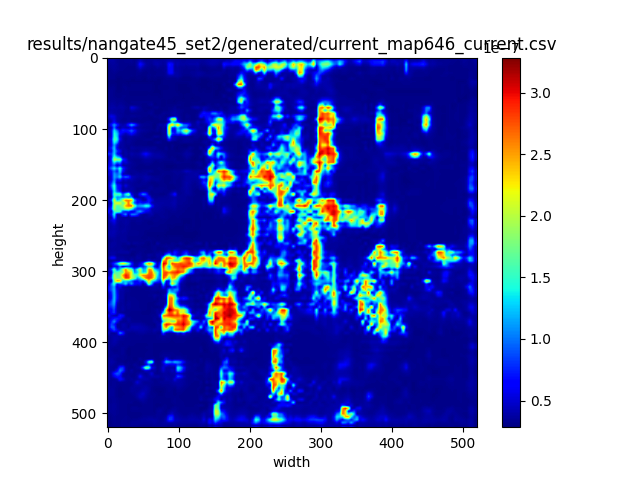 results/nangate45_set2/generated/current_map646_current.csv
1e−7
0
100
200
300
400
500
height
0 100 200 300 400 500
width
3.0
2.5
2.0
1.5
1.0
0.5